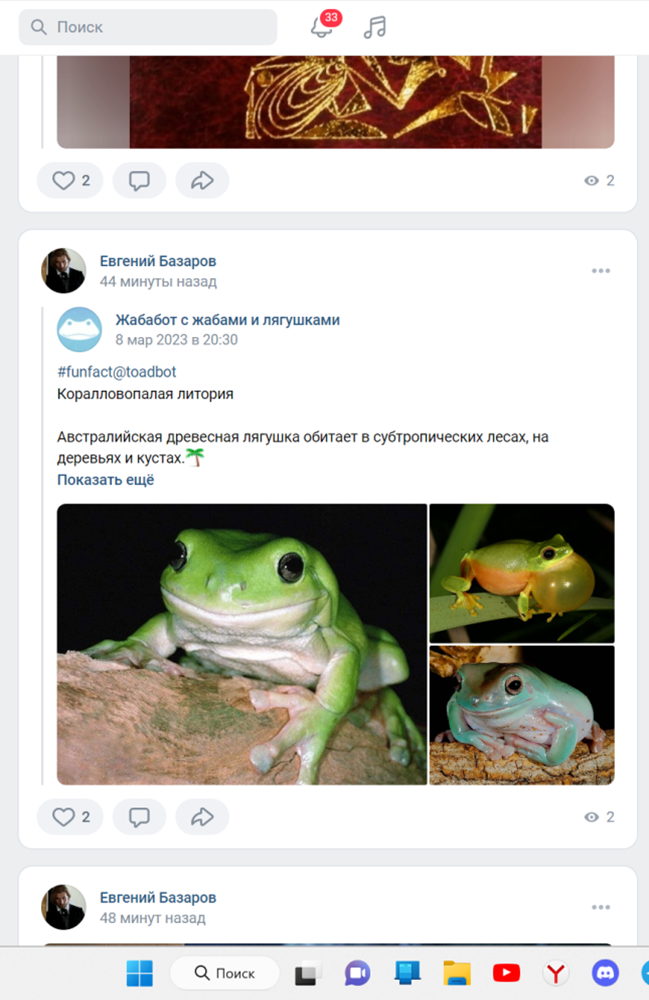 Поиск
33
2
2
Евгений Базаров
44 минуты назад
Жабабот с жабами и лягушками
8 мар 2023 в 20:30
#funfact@toadbot
Коралловопалая литория
Австралийская древесная лягушка обитает в субтропических лесах, на
деревьях и кустах.🌴
Показать ещё
2
2
Евгений Базаров
48 минут назад
Поиск